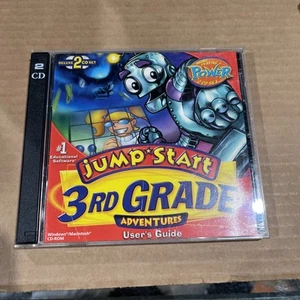 2
CD
DELUXE 2 CD SET
POWER
#1
Educational
Software
Jump•Start
3RD GRADE
ADVENTURES
User's Guide
Windows/Macintosh
CD-ROM